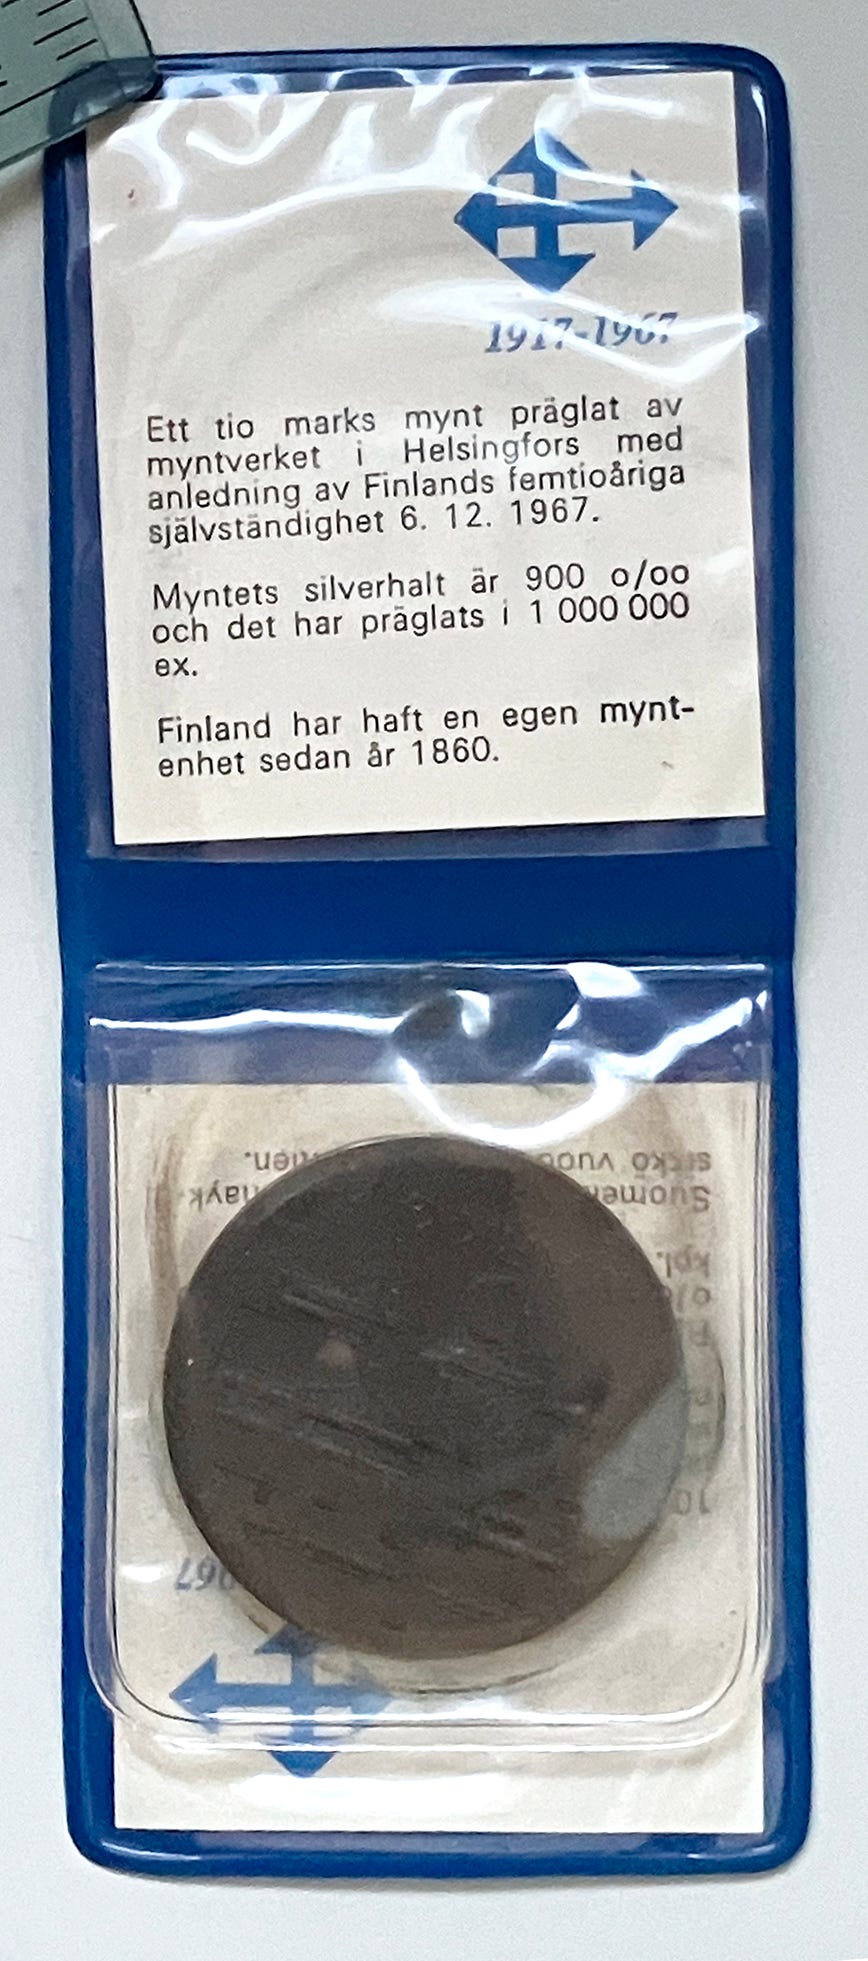 1917-1967
Ett tio marks mynt präglat av
myntverket i Helsingfors med
anledning av Finlands femtioåriga
självständighet 6. 12. 1967.
Myntets silverhalt är 900 o/oo
och det har präglats i 1 000 000
ex.
Finland har haft en egen mynt-
enhet sedan år 1860.
kpl.
10